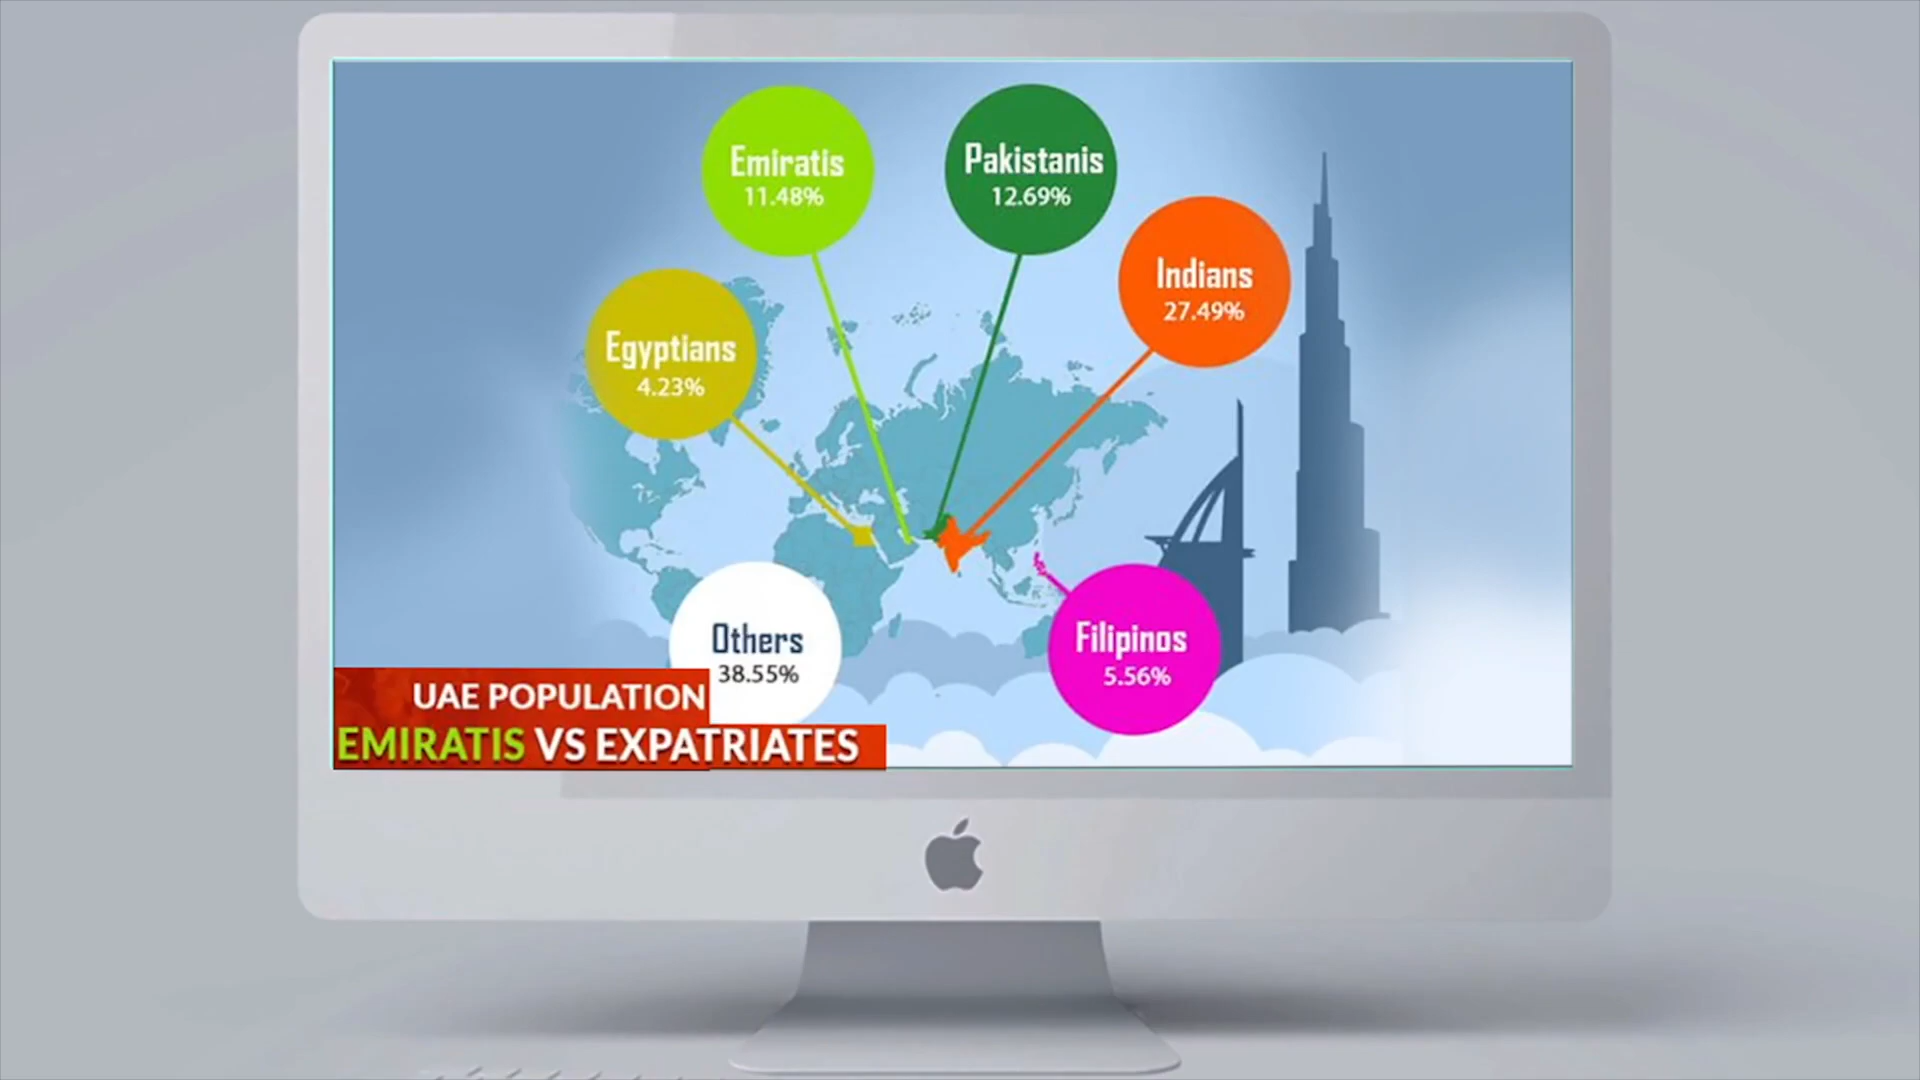 Emiratis
11.48%
Pakistanis
12.69%
Indians
27.49%
Egyptians
4.23%
Others
38.55%
Filipinos
5.56%
UAE POPULATION
EMIRATIS VS EXPATRIATES